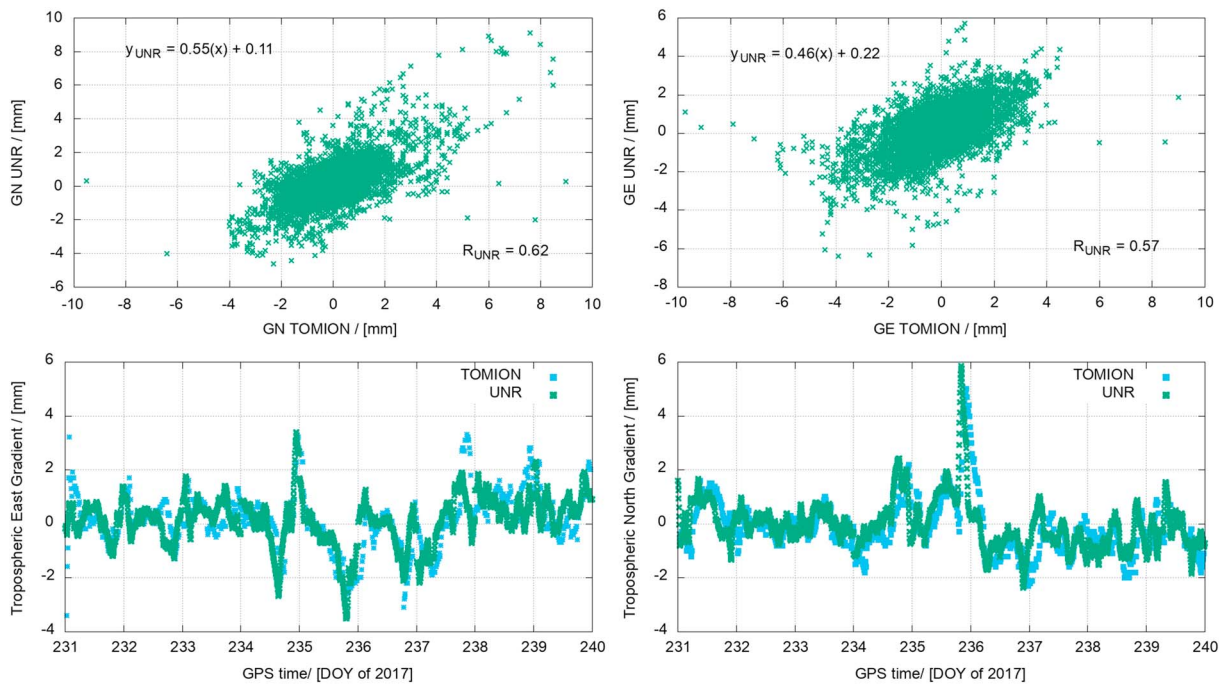 10
8
6
4
2
0
-2
-4
-6
GN UNR / [mm]
y_UNR = 0.55(x) + 0.11
R_UNR = 0.62
-10 -8 -6 -4 -2 0 2 4 6 8 10
GN TOMION / [mm]
6
4
2
0
-2
-4
-6
-8
GE UNR / [mm]
y_UNR = 0.46(x) + 0.22
R_UNR = 0.57
-10 -8 -6 -4 -2 0 2 4 6 8 10
GE TOMION / [mm]
6
4
2
0
-2
-4
Tropospheric East Gradient / [mm]
TOMION
UNR
231 232 233 234 235 236 237 238 239 240
GPS time/ [DOY of 2017]
6
4
2
0
-2
-4
Tropospheric North Gradient / [mm]
TOMION
UNR
231 232 233 234 235 236 237 238 239 240
GPS time/ [DOY of 2017]